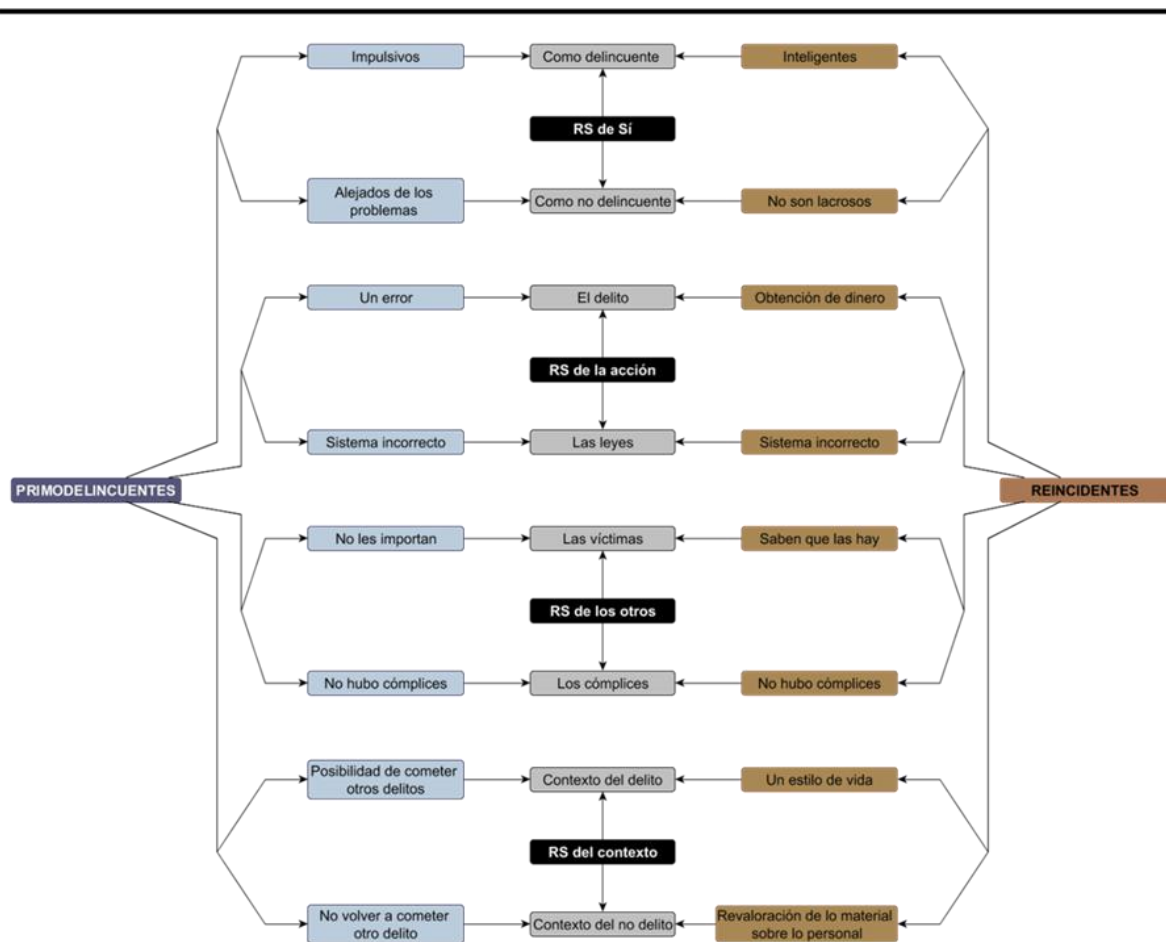 Impulsivos
Como delincuente
Inteligentes
RS de Sí
Alejados de los
problemas
Como no delincuente
No son lacrosos
Un error
El delito
Obtención de dinero
RS de la acción
Sistema incorrecto
Las leyes
Sistema incorrecto
PRIMODELINCUENTES
REINCIDENTES
No les importan
Las víctimas
Saben que las hay
RS de los otros
No hubo cómplices
Los cómplices
No hubo cómplices
Posibilidad de cometer
otros delitos
Contexto del delito
Un estilo de vida
RS del contexto
No volver a cometer
otro delito
Contexto del no delito
Revaloración de lo material
sobre lo personal